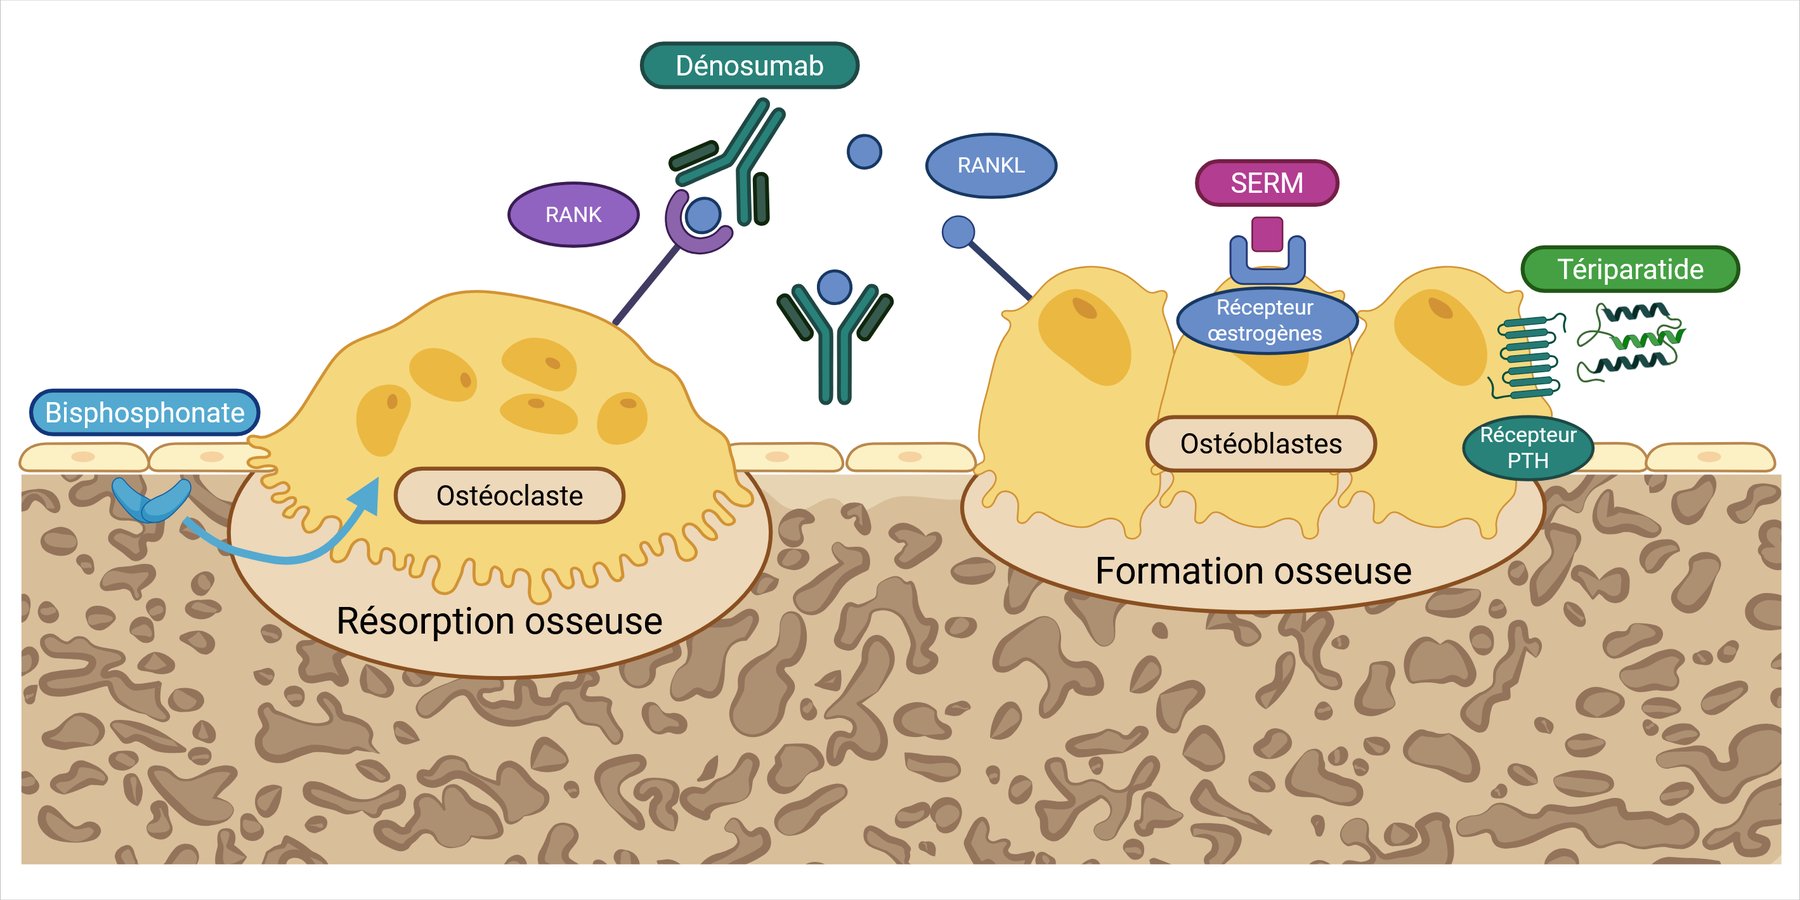 Dénosumab
RANKL
RANK
SERM
Tériparatide
Récepteur
œstrogènes
Bisphosphonate
Ostéoblastes
Récepteur
PTH
Ostéoclaste
Formation osseuse
Résorption osseuse